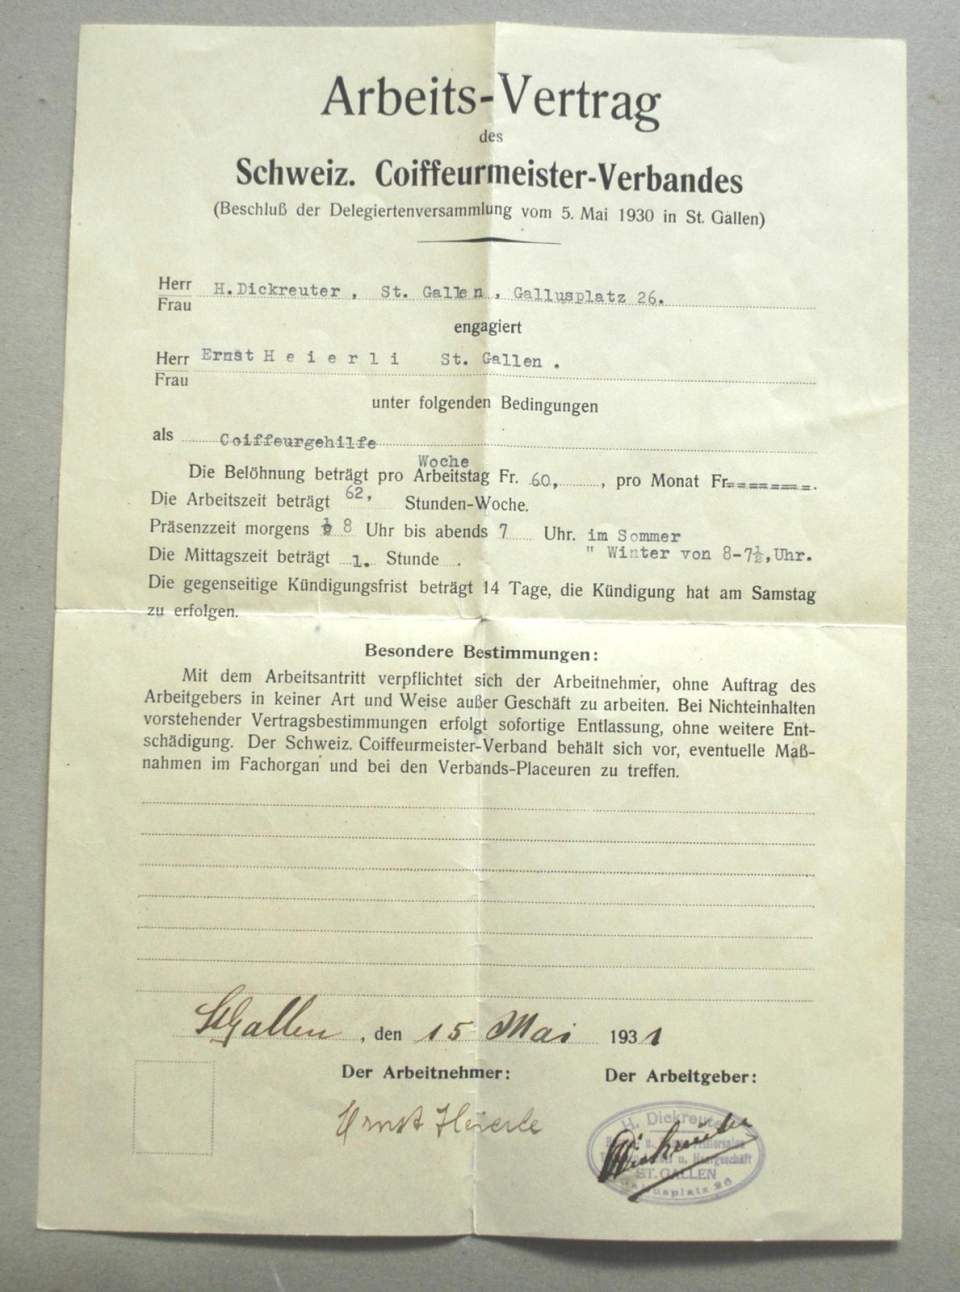 Arbeits-Vertrag
des
Schweiz. Coiffeurmeister-Verbandes
(Beschluß der Delegiertenversammlung vom 5. Mai 1930 in St. Gallen)
Herr
Frau
H.Dickreuter, St. Gallen, Gallusplatz 26.
engagiert
Herr
Frau
Ernst H e i e r l i St. Gallen.
unter folgenden Bedingungen
als Coiffeurgehilfe
Woche
Die Belöhnung beträgt pro Arbeitstag Fr. 60, , pro Monat Fr========.
Die Arbeitszeit beträgt 62, Stunden-Woche.
Präsenzzeit morgens 8 Uhr bis abends 7 Uhr. im Sommer
" Winter von 8-7½,Uhr.
Die Mittagszeit beträgt 1. Stunde .
Die gegenseitige Kündigungsfrist beträgt 14 Tage, die Kündigung hat am Samstag
zu erfolgen.
Besondere Bestimmungen:
Mit dem Arbeitsantritt verpflichtet sich der Arbeitnehmer, ohne Auftrag des
Arbeitgebers in keiner Art und Weise außer Geschäft zu arbeiten. Bei Nichteinhalten
vorstehender Vertragsbestimmungen erfolgt sofortige Entlassung, ohne weitere Ent-
schädigung. Der Schweiz. Coiffeurmeister-Verband behält sich vor, eventuelle Maß-
nahmen im Fachorgan und bei den Verbands-Placeuren zu treffen.
St Gallen, den 15 Mai 1931
Der Arbeitnehmer: Der Arbeitgeber:
Ernst Heierle
H. Dickreuter
u. Haargeschäft
ST. GALLEN
Gallusplatz 26